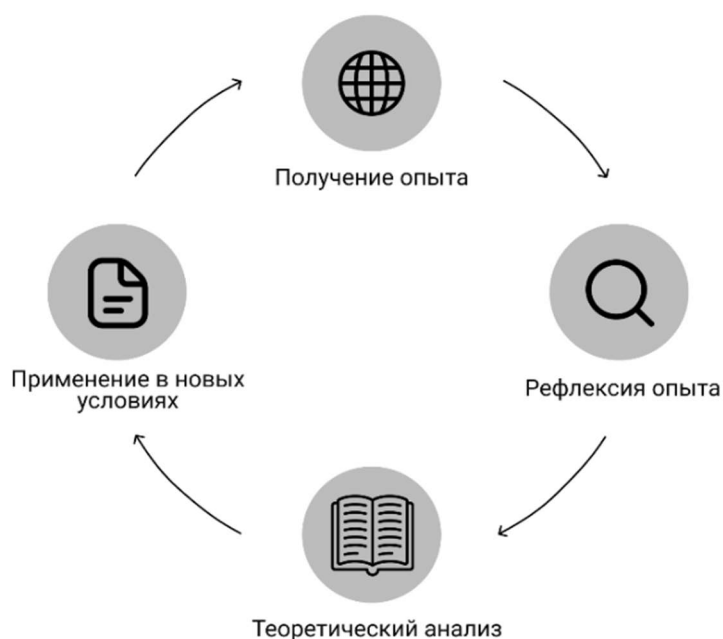 Получение опыта
Рефлексия опыта
Теоретический анализ
Применение в новых
условиях